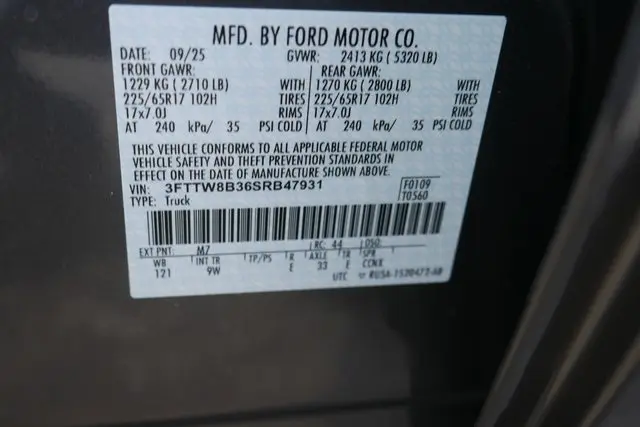 MFD. BY FORD MOTOR CO.
DATE: 09/25 GVWR: 2413 KG ( 5320 LB)
FRONT GAWR: REAR GAWR:
1229 KG ( 2710 LB) WITH 1270 KG ( 2800 LB) WITH
225/65R17 102H TIRES 225/65R17 102H TIRES
17x7.0J RIMS 17x7.0J RIMS
AT 240 kPa/ 35 PSI COLD AT 240 kPa/ 35 PSI COLD
THIS VEHICLE CONFORMS TO ALL APPLICABLE FEDERAL MOTOR
VEHICLE SAFETY AND THEFT PREVENTION STANDARDS IN
EFFECT ON THE DATE OF MANUFACTURE SHOWN ABOVE.
VIN: 3FTTW8B36SRB47931 F0109
TYPE: Truck T0560
EXT PNT: M7 RC: 44 DSO:
WB INT TR TP/PS R AXLE TR SPR
121 9W E 33 E CCNX
UTC